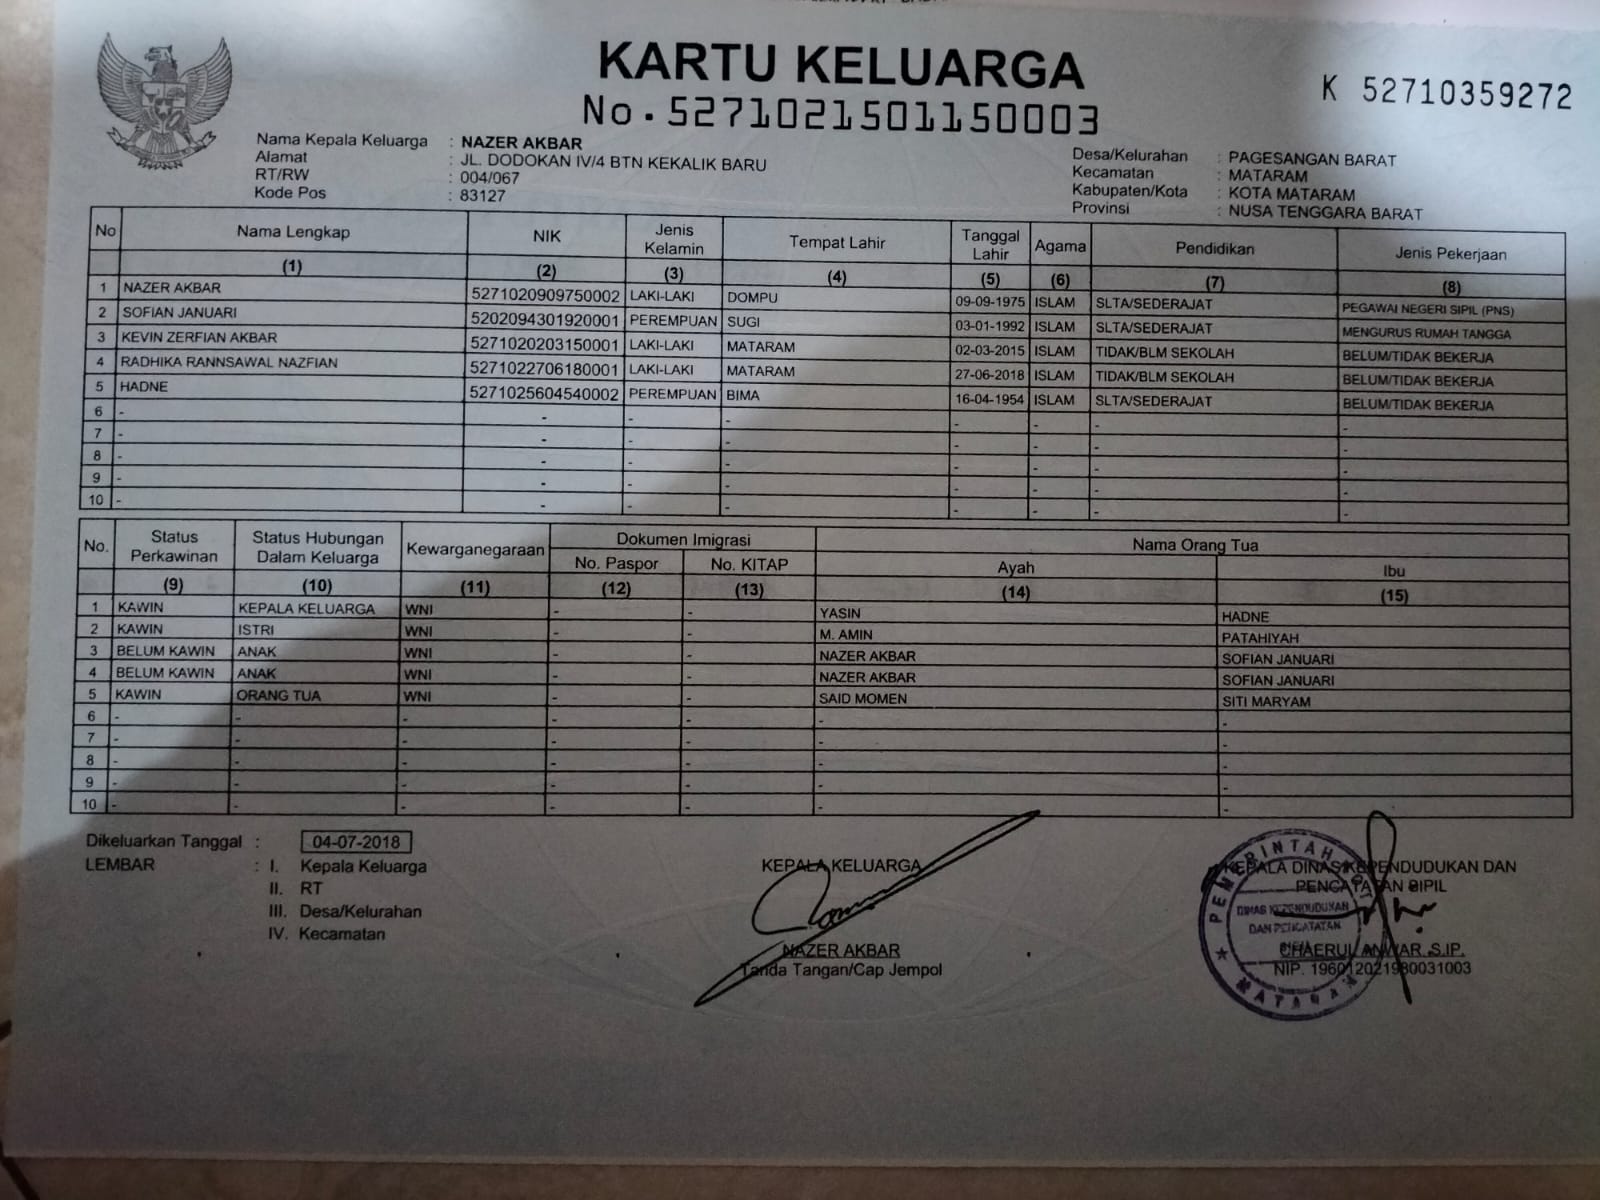 KARTU KELUARGA
No. 5271021501150003
K 52710359272
Nama Kepala Keluarga : NAZER AKBAR
Alamat : JL. DODOKAN IV/4 BTN KEKALIK BARU
RT/RW : 004/067
Kode Pos : 83127
Desa/Kelurahan : PAGESANGAN BARAT
Kecamatan : MATARAM
Kabupaten/Kota : KOTA MATARAM
Provinsi : NUSA TENGGARA BARAT
No Nama Lengkap NIK Jenis Kelamin Tempat Lahir Tanggal Lahir Agama Pendidikan Jenis Pekerjaan
(1) (2) (3) (4) (5) (6) (7) (8)
1 NAZER AKBAR 5271020909750002 LAKI-LAKI DOMPU 09-09-1975 ISLAM SLTA/SEDERAJAT PEGAWAI NEGERI SIPIL (PNS)
2 SOFIAN JANUARI 5202094301920001 PEREMPUAN SUGI 03-01-1992 ISLAM SLTA/SEDERAJAT MENGURUS RUMAH TANGGA
3 KEVIN ZERFIAN AKBAR 5271020203150001 LAKI-LAKI MATARAM 02-03-2015 ISLAM TIDAK/BLM SEKOLAH BELUM/TIDAK BEKERJA
4 RADHIKA RANNSAWAL NAZFIAN 5271022706180001 LAKI-LAKI MATARAM 27-06-2018 ISLAM TIDAK/BLM SEKOLAH BELUM/TIDAK BEKERJA
5 HADNE 5271025604540002 PEREMPUAN BIMA 16-04-1954 ISLAM SLTA/SEDERAJAT BELUM/TIDAK BEKERJA
6 - - - - - - - -
7 - - - - - - - -
8 - - - - - - - -
9 - - - - - - - -
10 - - - - - - - -
No. Status Perkawinan Status Hubungan Dalam Keluarga Kewarganegaraan Dokumen Imigrasi Nama Orang Tua
No. Paspor No. KITAP Ayah Ibu
(9) (10) (11) (12) (13) (14) (15)
1 KAWIN KEPALA KELUARGA WNI - - YASIN HADNE
2 KAWIN ISTRI WNI - - M. AMIN PATAHIYAH
3 BELUM KAWIN ANAK WNI - - NAZER AKBAR SOFIAN JANUARI
4 BELUM KAWIN ANAK WNI - - NAZER AKBAR SOFIAN JANUARI
5 KAWIN ORANG TUA WNI - - SAID MOMEN SITI MARYAM
6 - - - - - - -
7 - - - - - - -
8 - - - - - - -
9 - - - - - - -
10 - - - - - - -
Dikeluarkan Tanggal : 04-07-2018
LEMBAR : I. Kepala Keluarga
II. RT
III. Desa/Kelurahan
IV. Kecamatan
KEPALA KELUARGA
NAZER AKBAR
Tanda Tangan/Cap Jempol
KEPALA DINAS KEPENDUDUKAN DAN
PENCATATAN SIPIL
CHAERUL ANWAR .S.IP.
NIP. 196012021980031003
PEMERINTAH KOTA
DINAS KEPENDUDUKAN
DAN PENCATATAN
SIPIL
MATARAM